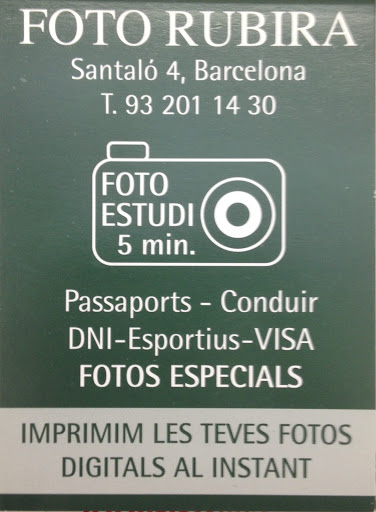 FOTO RUBIRA
Santaló 4, Barcelona
T. 93 201 14 30
FOTO
ESTUDI
5 min.
Passaports - Conduir
DNI-Esportius-VISA
FOTOS ESPECIALS
IMPRIMIM LES TEVES FOTOS
DIGITALS AL INSTANT